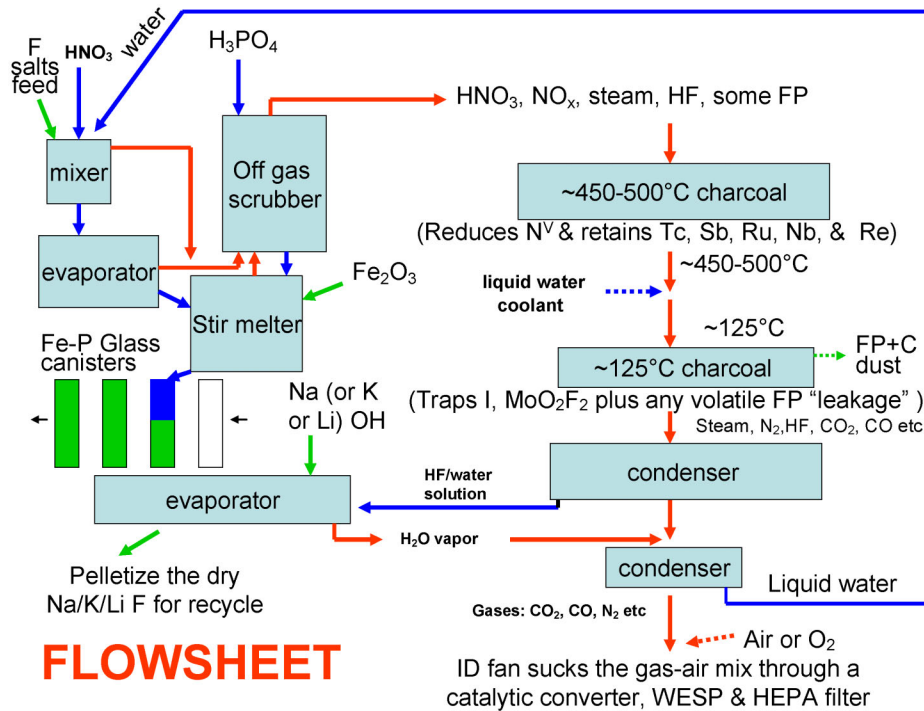 F
salts
feed
HNO₃
water
H₃PO₄
HNO₃, NOₓ, steam, HF, some FP
mixer
Off gas
scrubber
~450-500°C charcoal
(Reduces Nⱽ & retains Tc, Sb, Ru, Nb, & Re)
evaporator
Fe₂O₃
~450-500°C
liquid water
coolant
Stir melter
~125°C
Fe-P Glass
canisters
~125°C charcoal
FP+C
dust
Na (or K
or Li) OH
(Traps I, MoO₂F₂ plus any volatile FP “leakage” )
Steam, N₂,HF, CO₂, CO etc
evaporator
HF/water
solution
condenser
H₂O vapor
condenser
Pelletize the dry
Na/K/Li F for recycle
Liquid water
Gases: CO₂, CO, N₂ etc
Air or O₂
FLOWSHEET
ID fan sucks the gas-air mix through a
catalytic converter, WESP & HEPA filter